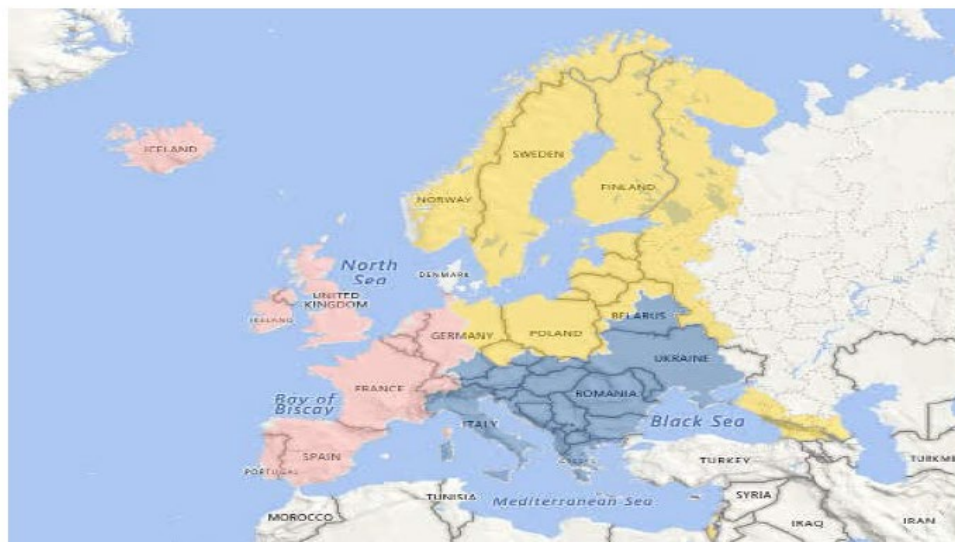 ICELAND
SWEDEN
FINLAND
NORWAY
North
Sea
DENMARK
UNITED
KINGDOM
IRELAND
GERMANY
POLAND
BELARUS
UKRAINE
FRANCE
Bay of
Biscay
ROMANIA
ITALY
Black Sea
SPAIN
PORTUGAL
GREECE
TURKEY
TURKME
TUNISIA
Mediterranean Sea
SYRIA
MOROCCO
IRAQ
IRAN